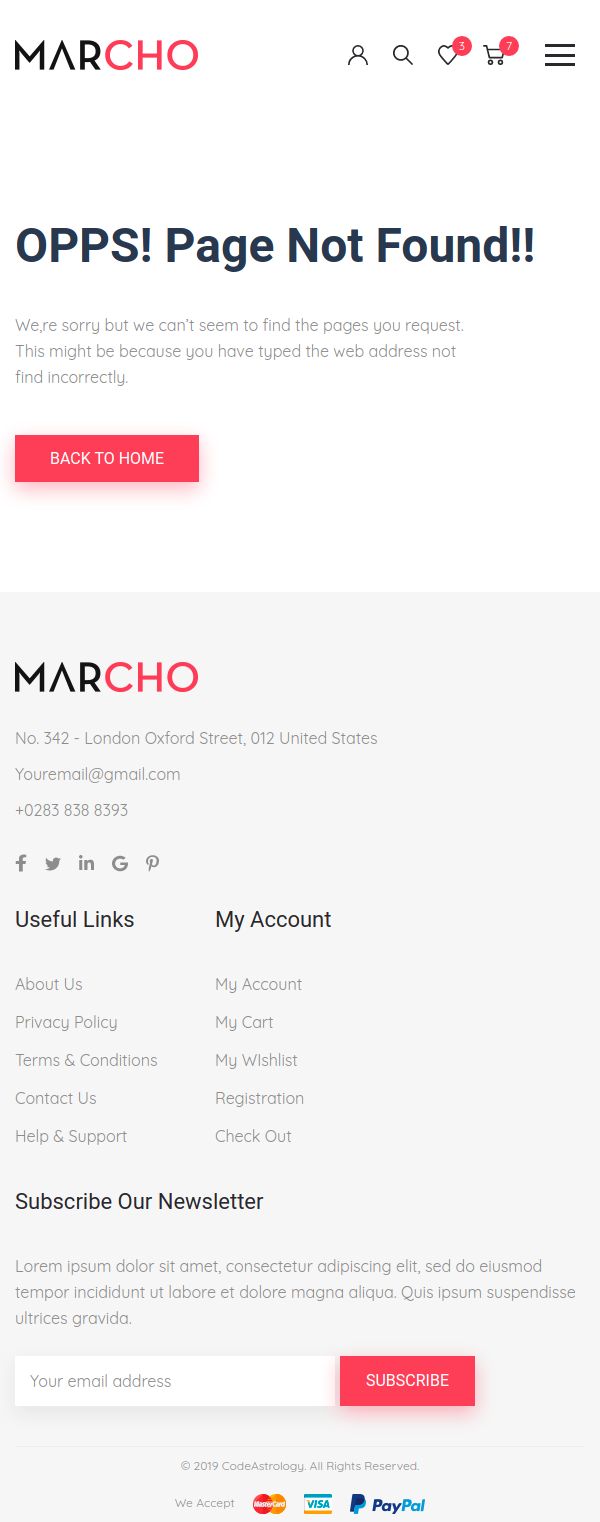 MARCHO
3
7
OPPS! Page Not Found!!
We,re sorry but we can’t seem to find the pages you request.
This might be because you have typed the web address not
find incorrectly.
BACK TO HOME
MARCHO
No. 342 - London Oxford Street, 012 United States
Youremail@gmail.com
+0283 838 8393
Useful Links
About Us
Privacy Policy
Terms & Conditions
Contact Us
Help & Support
My Account
My Account
My Cart
My WIshlist
Registration
Check Out
Subscribe Our Newsletter
Lorem ipsum dolor sit amet, consectetur adipiscing elit, sed do eiusmod
tempor incididunt ut labore et dolore magna aliqua. Quis ipsum suspendisse
ultrices gravida.
Your email address
SUBSCRIBE
© 2019 CodeAstrology. All Rights Reserved.
We Accept MasterCard VISA PayPal